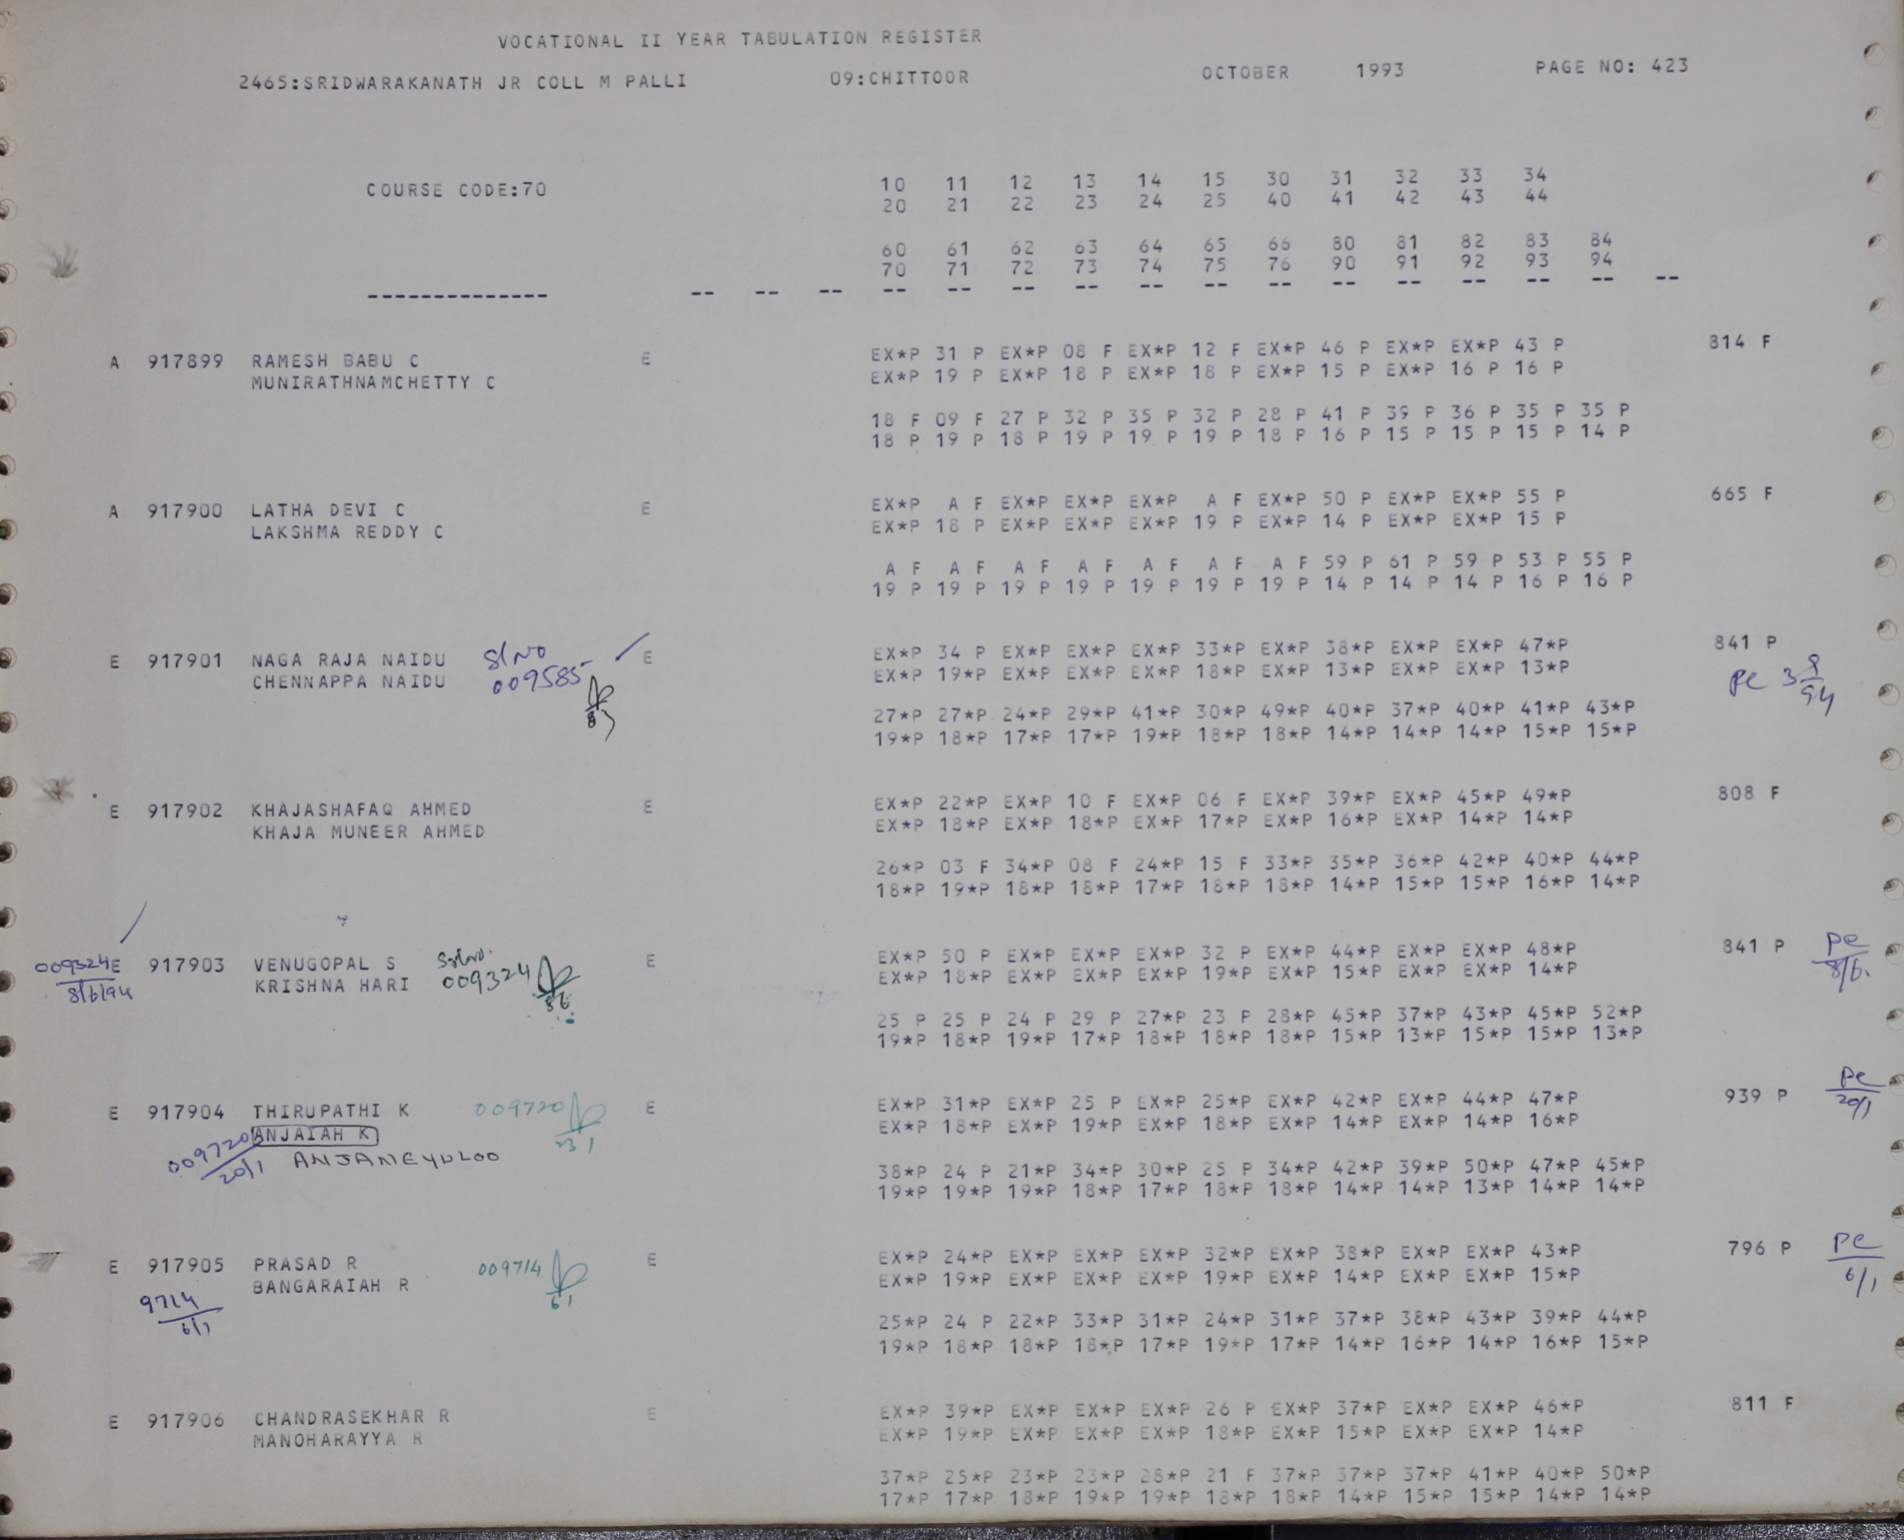 VOCATIONAL II YEAR TABULATION REGISTER
2465:SRIDWARAKANATH JR COLL M PALLI 09:CHITTOOR OCTOBER 1993 PAGE NO: 423
10 11 12 13 14 15 30 31 32 33 34
COURSE CODE:70 20 21 22 23 24 25 40 41 42 43 44
60 61 62 63 64 65 66 80 81 82 83 84
70 71 72 73 74 75 76 90 91 92 93 94
-------------- -- -- -- -- -- -- -- -- -- -- -- -- -- -- -- --
A 917899 RAMESH BABU C E EX*P 31 P EX*P 08 F EX*P 12 F EX*P 46 P EX*P EX*P 43 P 814 F
MUNIRATHNAMCHETTY C EX*P 19 P EX*P 18 P EX*P 18 P EX*P 15 P EX*P 16 P 16 P
18 F 09 F 27 P 32 P 35 P 32 P 28 P 41 P 39 P 36 P 35 P 35 P
18 P 19 P 18 P 19 P 19 P 19 P 18 P 16 P 15 P 15 P 15 P 14 P
A 917900 LATHA DEVI C E EX*P A F EX*P EX*P EX*P A F EX*P 50 P EX*P EX*P 55 P 665 F
LAKSHMA REDDY C EX*P 18 P EX*P EX*P EX*P 19 P EX*P 14 P EX*P EX*P 15 P
A F A F A F A F A F A F A F 59 P 61 P 59 P 53 P 55 P
19 P 19 P 19 P 19 P 19 P 19 P 19 P 14 P 14 P 14 P 16 P 16 P
E 917901 NAGA RAJA NAIDU Sl No E EX*P 34 P EX*P EX*P EX*P 33*P EX*P 38*P EX*P EX*P 47*P 841 P
CHENNAPPA NAIDU 009585 EX*P 19*P EX*P EX*P EX*P 18*P EX*P 13*P EX*P EX*P 13*P pc
27*P 27*P 24*P 29*P 41*P 30*P 49*P 40*P 37*P 40*P 41*P 43*P
19*P 18*P 17*P 17*P 19*P 18*P 18*P 14*P 14*P 14*P 15*P 15*P
E 917902 KHAJASHAFAQ AHMED E EX*P 22*P EX*P 10 F EX*P 06 F EX*P 39*P EX*P 45*P 49*P 808 F
KHAJA MUNEER AHMED EX*P 18*P EX*P 18*P EX*P 17*P EX*P 16*P EX*P 14*P 14*P
26*P 03 F 34*P 08 F 24*P 15 F 33*P 35*P 36*P 42*P 40*P 44*P
18*P 19*P 18*P 18*P 17*P 18*P 18*P 14*P 15*P 15*P 16*P 14*P
009324 E 917903 VENUGOPAL S E EX*P 50 P EX*P EX*P EX*P 32 P EX*P 44*P EX*P EX*P 48*P 841 P pc
8/6/94 KRISHNA HARI 009324 EX*P 18*P EX*P EX*P EX*P 19*P EX*P 15*P EX*P EX*P 14*P 8/6.
25 P 25 P 24 P 29 P 27*P 23 P 28*P 45*P 37*P 43*P 45*P 52*P
19*P 18*P 19*P 17*P 18*P 18*P 18*P 15*P 13*P 15*P 15*P 13*P
E 917904 THIRUPATHI K 009720 E EX*P 31*P EX*P 25 P EX*P 25*P EX*P 42*P EX*P 44*P 47*P 939 P pc 20/1
ANJAIAH K EX*P 18*P EX*P 19*P EX*P 18*P EX*P 14*P EX*P 14*P 16*P
009720 20/1 ANJANEYULOO
38*P 24 P 21*P 34*P 30*P 25 P 34*P 42*P 39*P 50*P 47*P 45*P
19*P 19*P 19*P 18*P 17*P 18*P 18*P 14*P 14*P 13*P 14*P 14*P
E 917905 PRASAD R 009714 E EX*P 24*P EX*P EX*P EX*P 32*P EX*P 38*P EX*P EX*P 43*P 796 P pc
BANGARAIAH R EX*P 19*P EX*P EX*P EX*P 19*P EX*P 14*P EX*P EX*P 15*P 6/1
9714 6/1
25*P 24 P 22*P 33*P 31*P 24*P 31*P 37*P 38*P 43*P 39*P 44*P
19*P 18*P 18*P 18*P 17*P 19*P 17*P 14*P 16*P 14*P 16*P 15*P
E 917906 CHANDRASEKHAR R E EX*P 39*P EX*P EX*P EX*P 26 P EX*P 37*P EX*P EX*P 46*P 811 F
MANOHARAYYA R EX*P 19*P EX*P EX*P EX*P 18*P EX*P 15*P EX*P EX*P 14*P
37*P 25*P 23*P 23*P 28*P 21 F 37*P 37*P 37*P 41*P 40*P 50*P
17*P 17*P 18*P 19*P 19*P 18*P 18*P 14*P 15*P 15*P 14*P 14*P